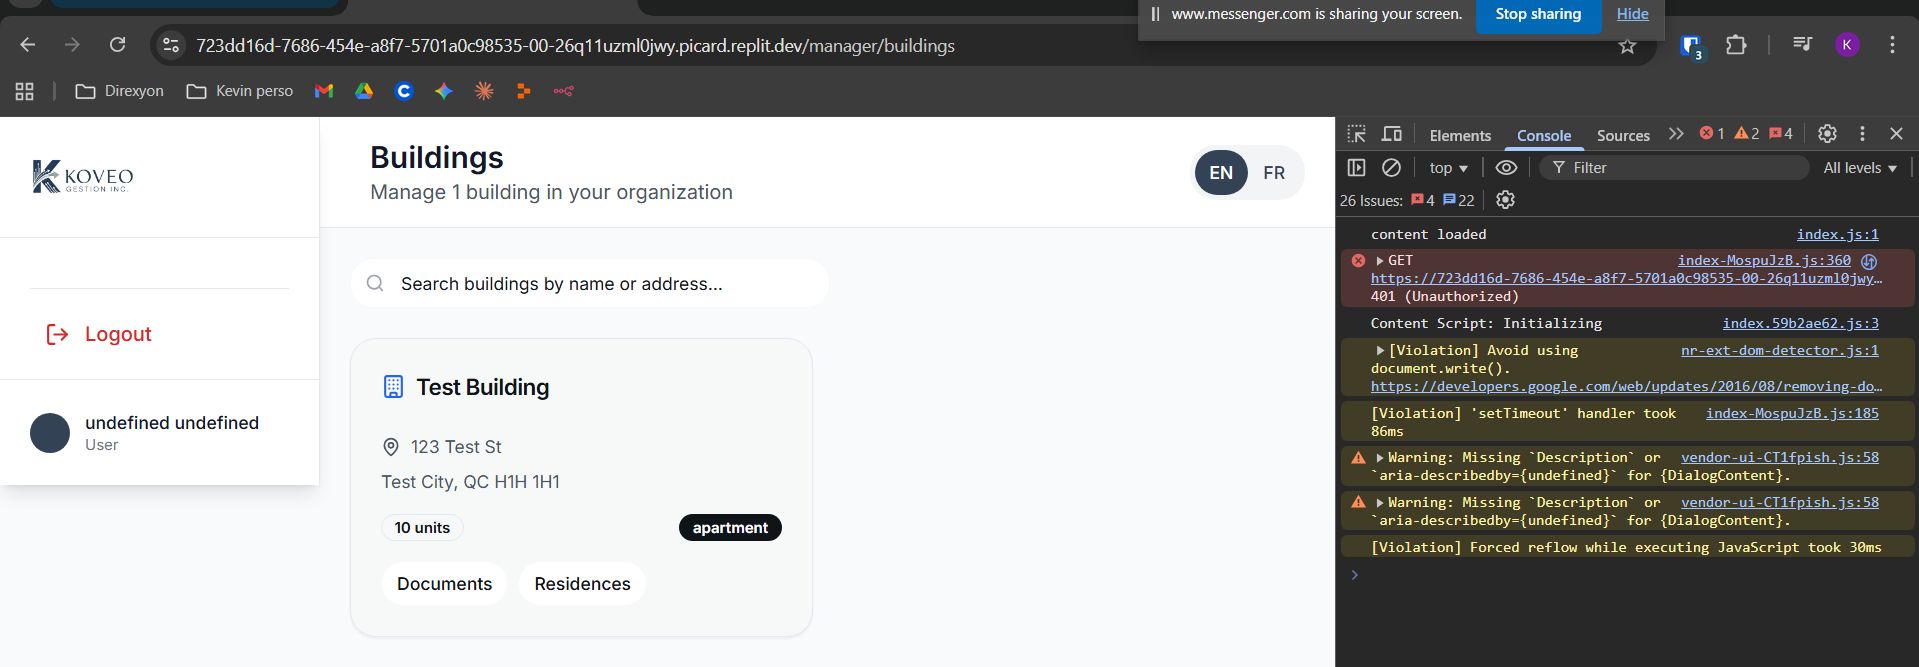 www.messenger.com is sharing your screen.
Stop sharing
Hide
723dd16d-7686-454e-a8f7-5701a0c98535-00-26q11uzml0jwy.picard.replit.dev/manager/buildings
3
K
Direxyon
Kevin perso
KOVEO
GESTION INC.
Logout
undefined undefined
User
Buildings
Manage 1 building in your organization
EN FR
Search buildings by name or address...
Test Building
123 Test St
Test City, QC H1H 1H1
10 units
apartment
Documents
Residences
Elements
Console
Sources
1
2
4
top
Filter
All levels
26 Issues: 4 22
content loaded index.js:1
GET index-MospuJzB.js:360
https://723dd16d-7686-454e-a8f7-5701a0c98535-00-26q11uzml0jwy…
401 (Unauthorized)
Content Script: Initializing index.59b2ae62.js:3
[Violation] Avoid using nr-ext-dom-detector.js:1
document.write().
https://developers.google.com/web/updates/2016/08/removing-do…
[Violation] 'setTimeout' handler took index-MospuJzB.js:185
86ms
Warning: Missing `Description` or vendor-ui-CT1fpish.js:58
`aria-describedby={undefined}` for {DialogContent}.
Warning: Missing `Description` or vendor-ui-CT1fpish.js:58
`aria-describedby={undefined}` for {DialogContent}.
[Violation] Forced reflow while executing JavaScript took 30ms